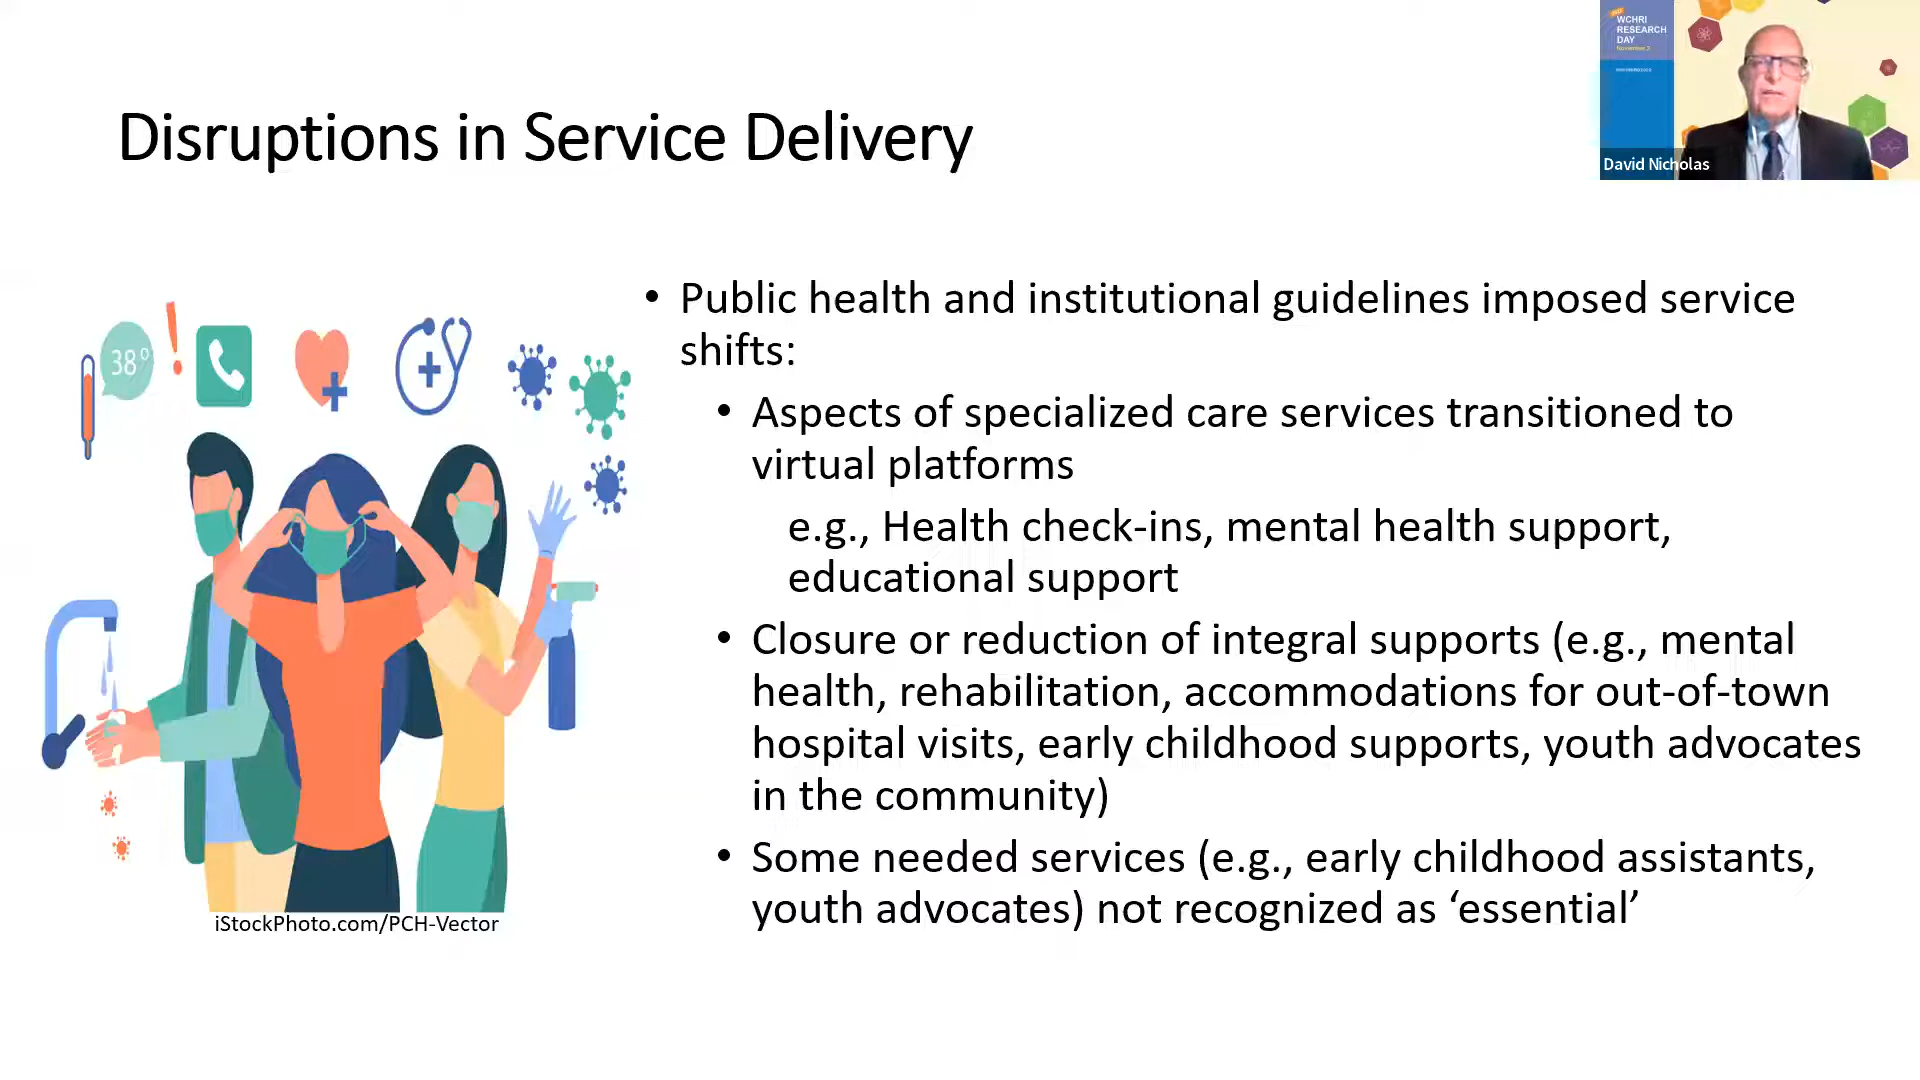 WCHRI
RESEARCH
DAY
November 2
David Nicholas
Disruptions in Service Delivery
38°
• Public health and institutional guidelines imposed service
shifts:
• Aspects of specialized care services transitioned to
virtual platforms
e.g., Health check-ins, mental health support,
educational support
• Closure or reduction of integral supports (e.g., mental
health, rehabilitation, accommodations for out-of-town
hospital visits, early childhood supports, youth advocates
in the community)
• Some needed services (e.g., early childhood assistants,
youth advocates) not recognized as ‘essential’
iStockPhoto.com/PCH-Vector